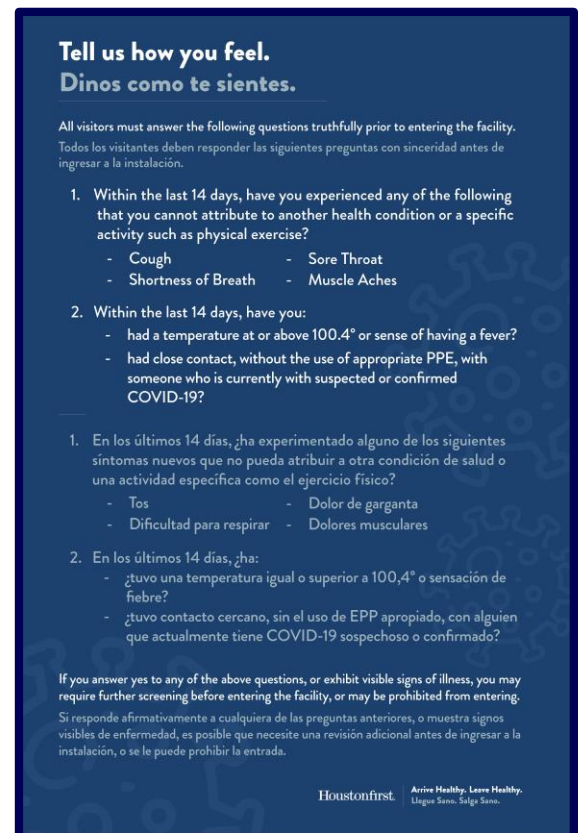 Tell us how you feel.
Dinos como te sientes.
All visitors must answer the following questions truthfully prior to entering the facility.
Todos los visitantes deben responder las siguientes preguntas con sinceridad antes de
ingresar a la instalación.
1. Within the last 14 days, have you experienced any of the following
that you cannot attribute to another health condition or a specific
activity such as physical exercise?
- Cough - Sore Throat
- Shortness of Breath - Muscle Aches
2. Within the last 14 days, have you:
- had a temperature at or above 100.4° or sense of having a fever?
- had close contact, without the use of appropriate PPE, with
someone who is currently with suspected or confirmed
COVID-19?
1. En los últimos 14 días, ¿ha experimentado alguno de los siguientes
síntomas nuevos que no pueda atribuir a otra condición de salud o
una actividad específica como el ejercicio físico?
- Tos - Dolor de garganta
- Dificultad para respirar - Dolores musculares
2. En los últimos 14 días, ¿ha:
- ¿tuvo una temperatura igual o superior a 100,4° o sensación de
fiebre?
- ¿tuvo contacto cercano, sin el uso de EPP apropiado, con alguien
que actualmente tiene COVID-19 sospechoso o confirmado?
If you answer yes to any of the above questions, or exhibit visible signs of illness, you may
require further screening before entering the facility, or may be prohibited from entering.
Si responde afirmativamente a cualquiera de las preguntas anteriores, o muestra signos
visibles de enfermedad, es posible que necesite una revisión adicional antes de ingresar a la
instalación, o se le puede prohibir la entrada.
Houstonfirst.
Arrive Healthy. Leave Healthy.
Llegue Sano. Salga Sano.